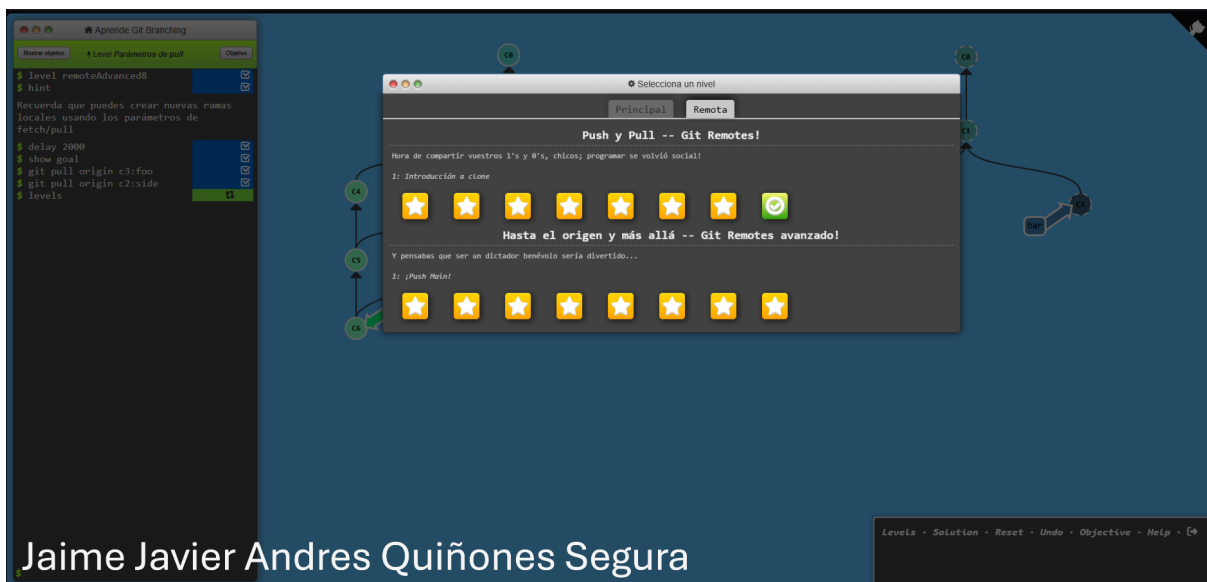 Aprende Git Branching
Mostrar objetivo
Level Parámetros de pull
Objetivo
$ level remoteAdvanced8
$ hint
Recuerda que puedes crear nuevas ramas
locales usando los parámetros de
fetch/pull
$ delay 2000
$ show goal
$ git pull origin c3:foo
$ git pull origin c2:side
$ levels
$
C0
C4
C5
C6
Selecciona un nivel
Principal
Remota
Push y Pull -- Git Remotes!
Hora de compartir vuestros 1's y 0's, chicos; programar se volvió social!
1: Introducción a clone
Hasta el origen y más allá -- Git Remotes avanzado!
Y pensabas que ser un dictador benévolo sería divertido...
1: ¡Push Main!
C0
C1
C3
bar
Levels · Solution · Reset · Undo · Objective · Help ·
Jaime Javier Andres Quiñones Segura